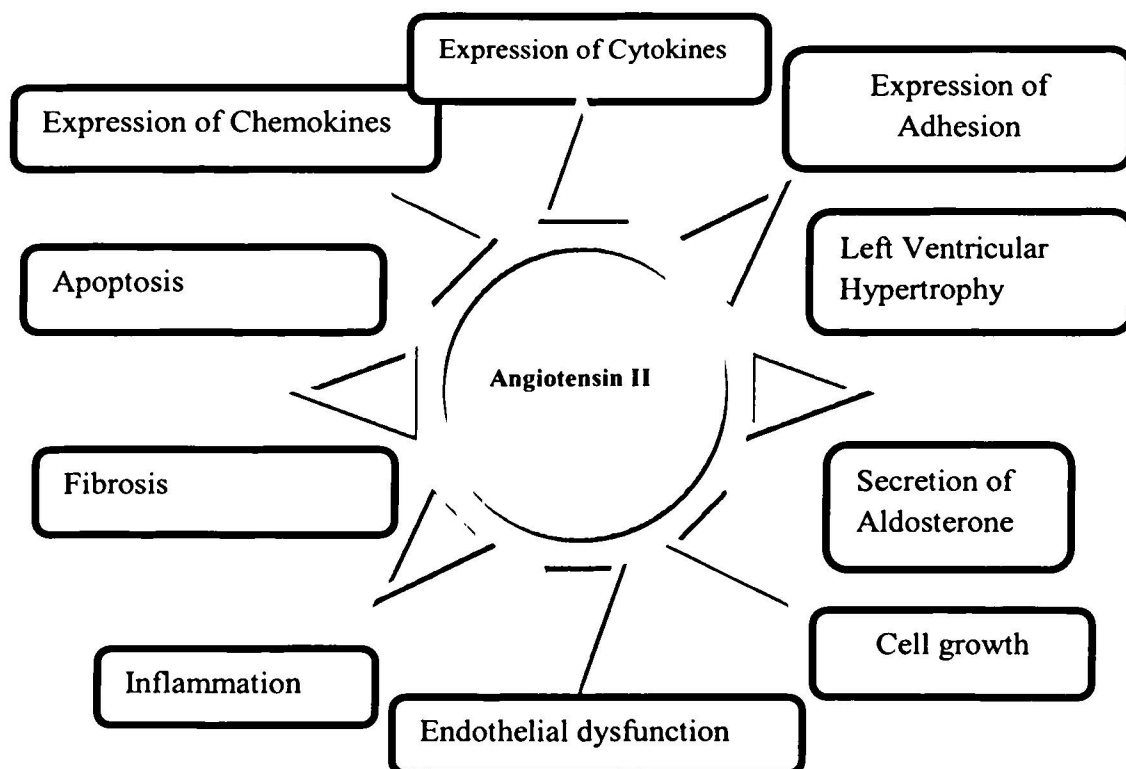 Expression of Cytokines
Expression of Chemokines
Expression of
Adhesion
Apoptosis
Left Ventricular
Hypertrophy
Angiotensin II
Fibrosis
Secretion of
Aldosterone
Inflammation
Cell growth
Endothelial dysfunction